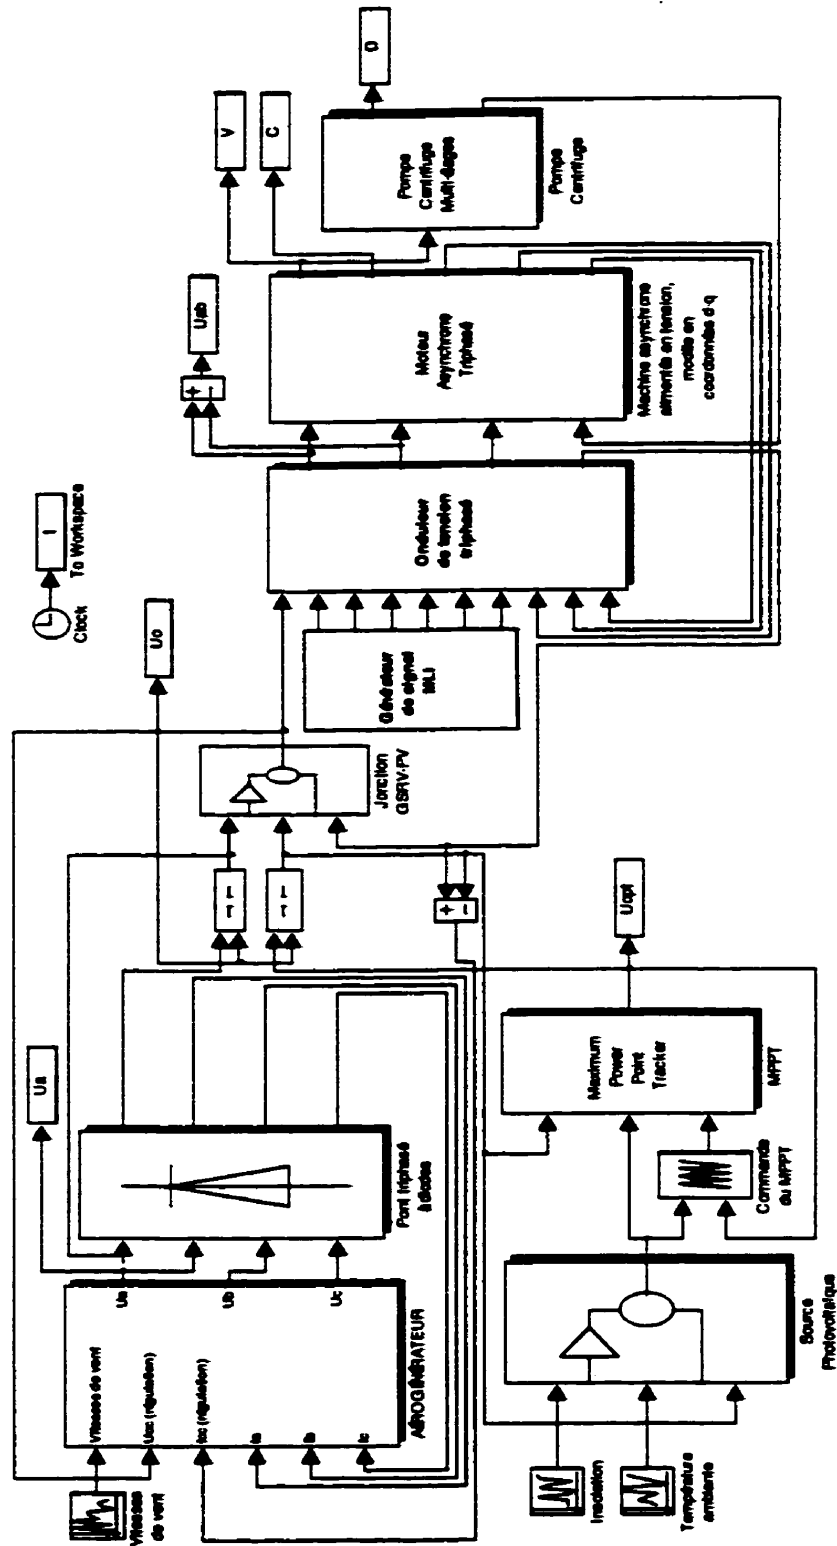 Vitesses
de vent
Vitesses de vent
Ucc (régulation)
Icc (régulation)
Ia
Ib
Ic
Ua
Ub
Uc
AÉROGÉNÉRATEUR
Ua
Pont triphasé
à diodes
Uo
Clock
To Workspace
Jonction
GSRV-PV
Générateur
de signal
MLI
Onduleur
de tension
triphasé
+
-
Uab
Moteur
Asynchrone
Triphasé
Machine asynchrone
alimentée en tension,
modèle en
coordonnées d-q
V
C
Pompe
Centrifuge
Multi-étages
Pompe
Centrifuge
D
+
-
Insolation
Température
ambiante
Source
Photovoltaïque
Commande
du MPPT
Maximum
Power
Point
Tracker
MPPT
Uopt